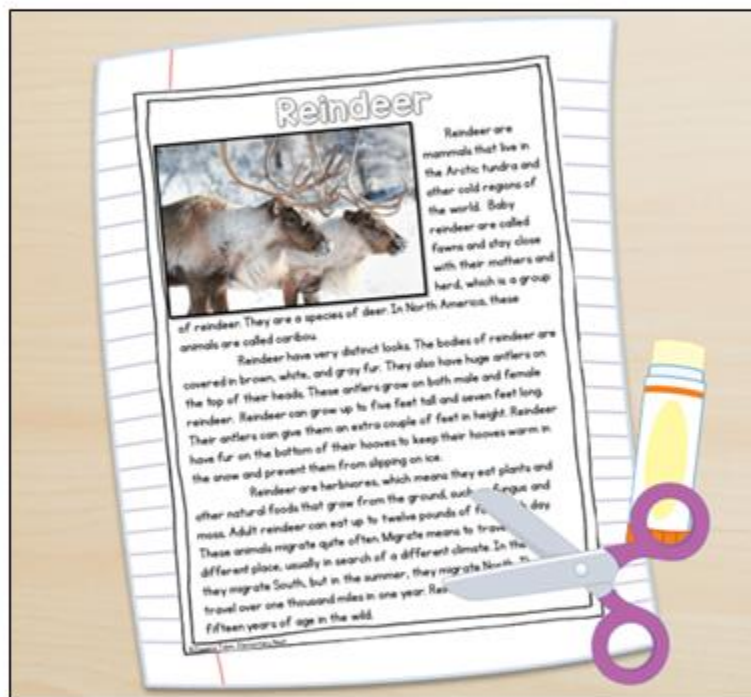 Reindeer
Reindeer are
mammals that live in
the Arctic tundra and
other cold regions of
the world. Baby
reindeer are called
fawns and stay close
with their mothers and
herd, which is a group
of reindeer. They are a species of deer. In North America, these
animals are called caribou.
Reindeer have very distinct looks. The bodies of reindeer are
covered in brown, white, and gray fur. They also have huge antlers on
the top of their heads. These antlers grow on both male and female
reindeer. Reindeer can grow up to five feet tall and seven feet long.
Their antlers can give them an extra couple of feet in height. Reindeer
have fur on the bottom of their hooves to keep their hooves warm in
the snow and prevent them from slipping on ice.
Reindeer are herbivores, which means they eat plants and
other natural foods that grow from the ground, such fungus and
moss. Adult reindeer can eat up to twelve pounds of day.
These animals migrate quite often. Migrate means to
different place, usually in search of a different climate. In
they migrate South, but in the summer, they migrate North.
travel over one thousand miles in one year.
fifteen years of age in the wild.